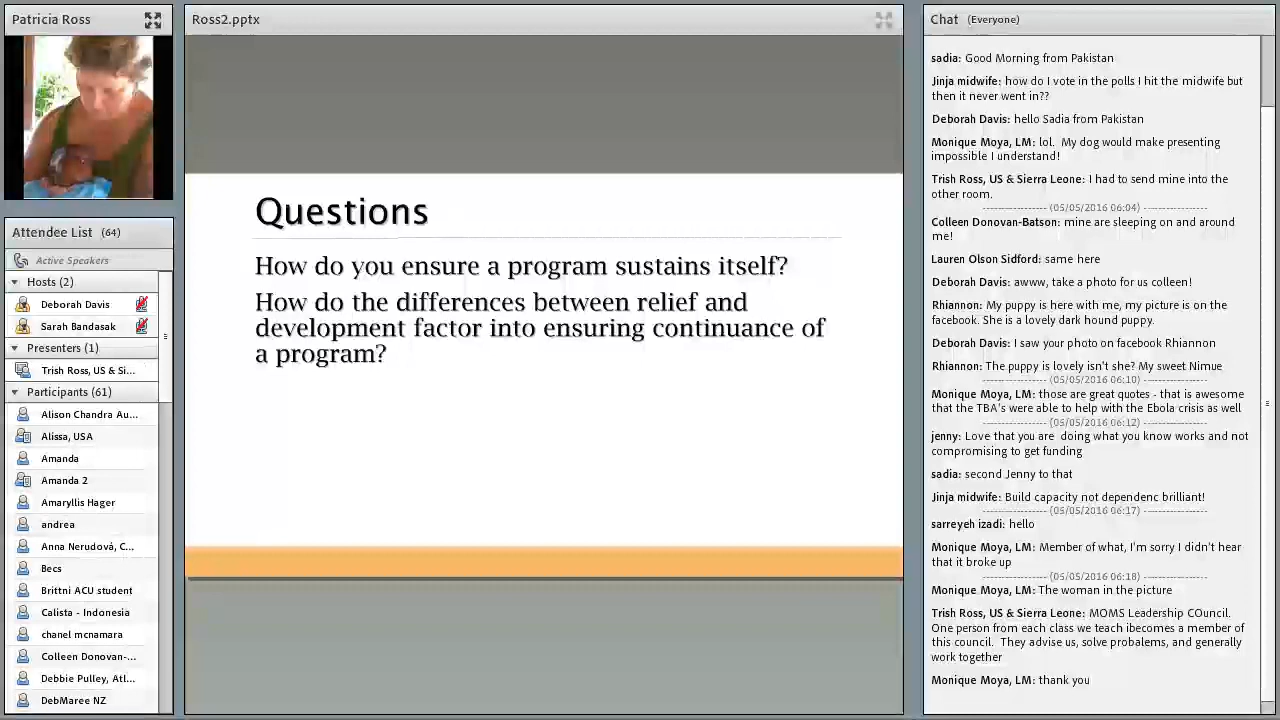 Patricia Ross
Attendee List (64)
Active Speakers
Hosts (2)
Deborah Davis
Sarah Bandasak
Presenters (1)
Trish Ross, US & Si...
Participants (61)
Alison Chandra Au...
Alissa, USA
Amanda
Amanda 2
Amaryllis Hager
andrea
Anna Nerudová, C...
Becs
Brittni ACU student
Calista - Indonesia
chanel mcnamara
Colleen Donovan-...
Debbie Pulley, Atl...
DebMaree NZ
Ross2.pptx
Questions
How do you ensure a program sustains itself?
How do the differences between relief and
development factor into ensuring continuance of
a program?
Chat (Everyone)
sadia: Good Morning from Pakistan
Jinja midwife: how do I vote in the polls I hit the midwife but
then it never went in??
Deborah Davis: hello Sadia from Pakistan
Monique Moya, LM: lol. My dog would make presenting
impossible I understand!
Trish Ross, US & Sierra Leone: I had to send mine into the
other room.
------------------ (05/05/2016 06:04) ------------------
Colleen Donovan-Batson: mine are sleeping on and around
me!
Lauren Olson Sidford: same here
Deborah Davis: awww, take a photo for us colleen!
Rhiannon: My puppy is here with me, my picture is on the
facebook. She is a lovely dark hound puppy.
Deborah Davis: I saw your photo on facebook Rhiannon
Rhiannon: The puppy is lovely isn't she? My sweet Nimue
------------------ (05/05/2016 06:10) ------------------
Monique Moya, LM: those are great quotes - that is awesome
that the TBA's were able to help with the Ebola crisis as well
------------------ (05/05/2016 06:12) ------------------
jenny: Love that you are doing what you know works and not
compromising to get funding
sadia: second Jenny to that
Jinja midwife: Build capacity not dependenc brilliant!
------------------ (05/05/2016 06:17) ------------------
sarreyeh izadi: hello
Monique Moya, LM: Member of what, I'm sorry I didn't hear
that it broke up
------------------ (05/05/2016 06:18) ------------------
Monique Moya, LM: The woman in the picture
Trish Ross, US & Sierra Leone: MOMS Leadership COuncil.
One person from each class we teach ibecomes a member of
this council. They advise us, solve probalems, and generally
work together
Monique Moya, LM: thank you